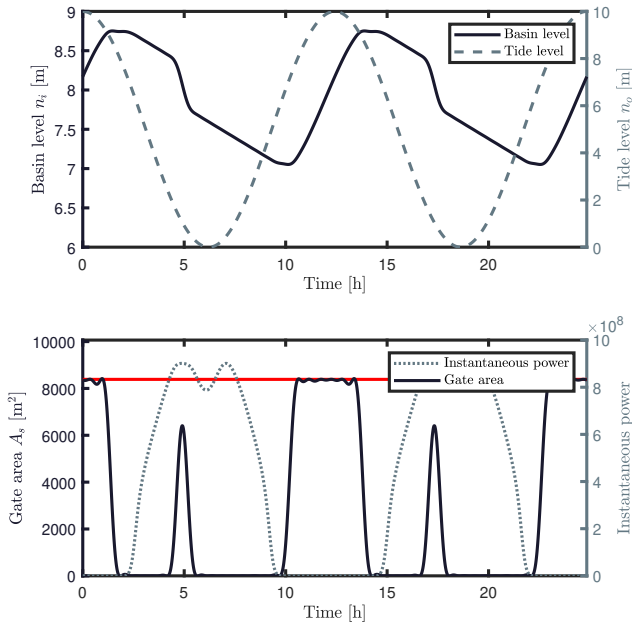 9
8.5
8
7.5
7
6.5
6
Basin level n_i [m]
10
8
6
4
2
0
Tide level n_o [m]
Basin level
Tide level
0 5 10 15 20
Time [h]
×10⁸
10000
8000
6000
4000
2000
0
Gate area A_s [m²]
10
8
6
4
2
0
Instantaneous power
Instantaneous power
Gate area
0 5 10 15 20
Time [h]